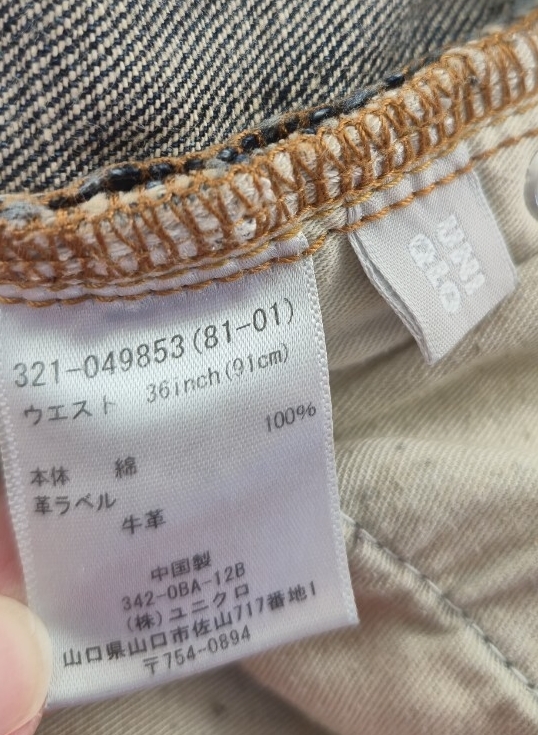 321-049853(81-01)
ウエスト 36inch(91cm)
100%
本体 綿
革ラベル
牛革
中国製
342-0BA-12B
(株)ユニクロ
山口県山口市佐山717番地1
〒754-0894
UNI
QLO